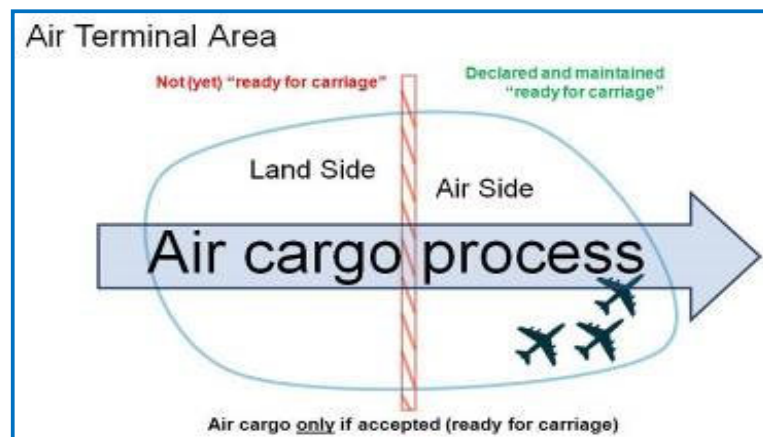 Air Terminal Area
Not (yet) “ready for carriage”
Declared and maintained
“ready for carriage”
Land Side
Air Side
Air cargo process
Air cargo only if accepted (ready for carriage)